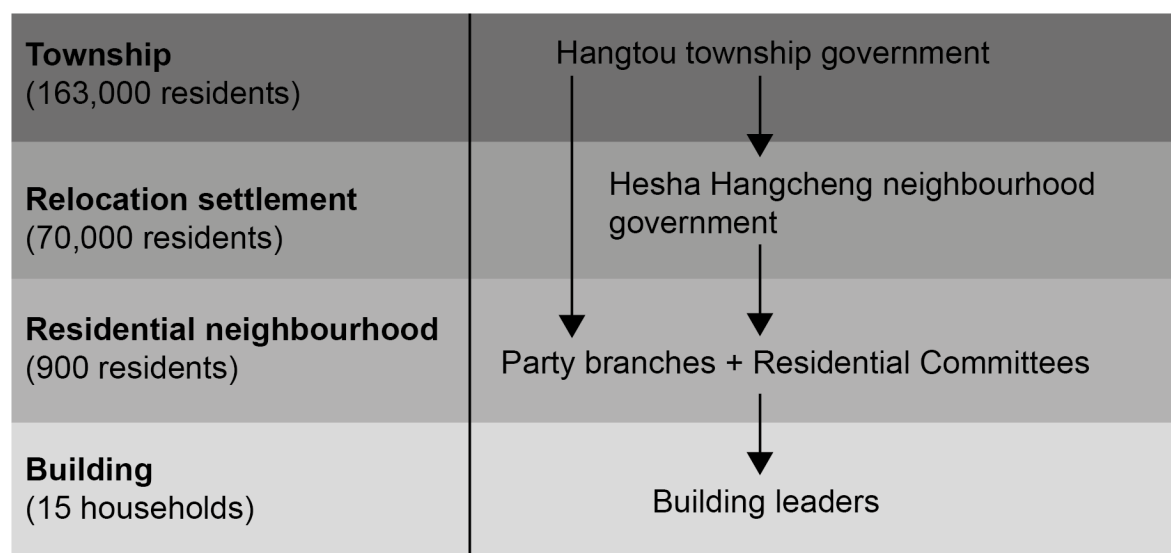 Township
(163,000 residents)
Hangtou township government
Relocation settlement
(70,000 residents)
Hesha Hangcheng neighbourhood
government
Residential neighbourhood
(900 residents)
Party branches + Residential Committees
Building
(15 households)
Building leaders